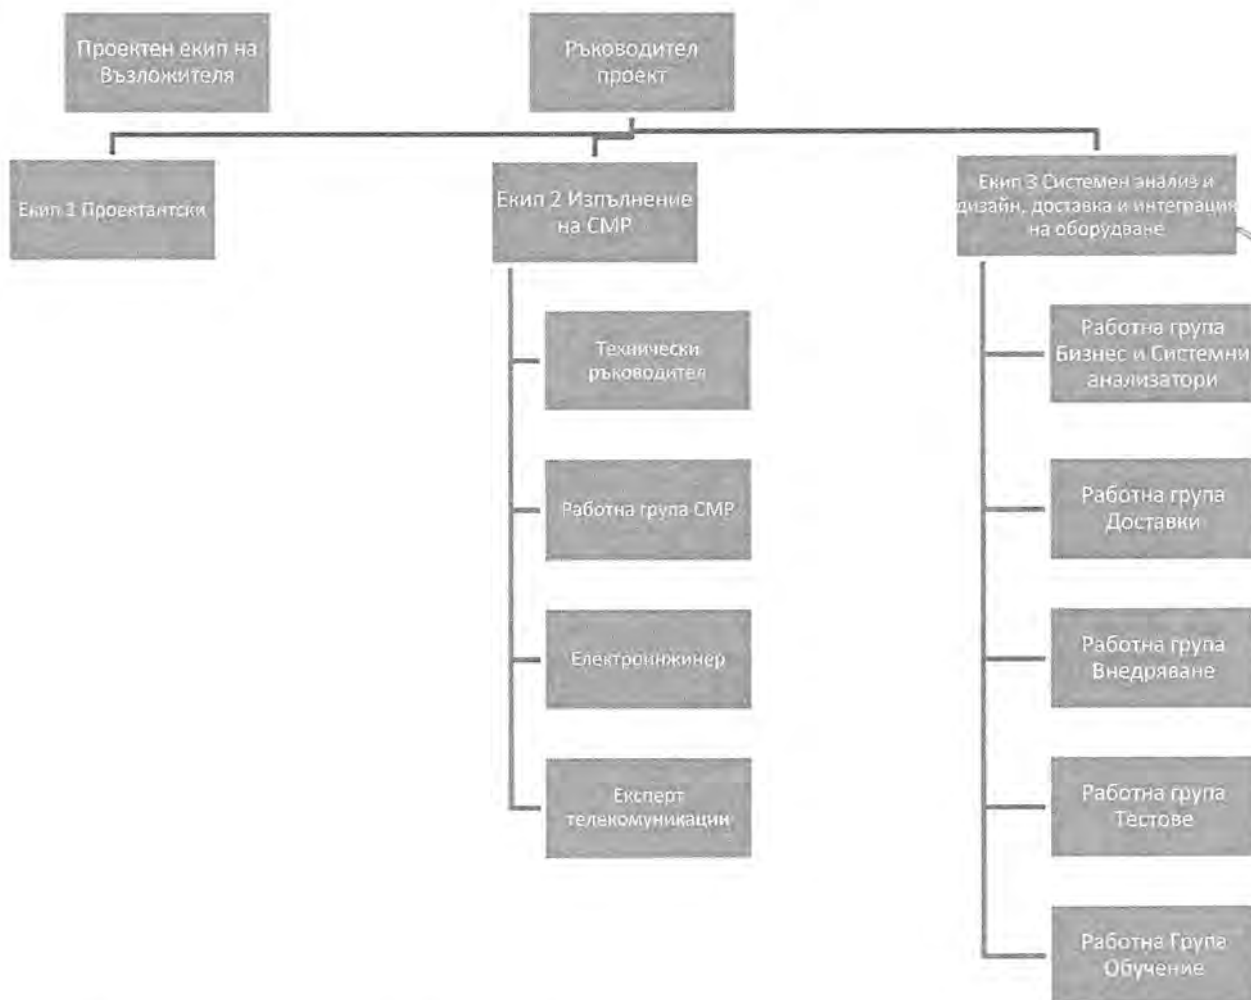 Проектен екип на
Възложителя
Ръководител
проект
Екип 1 Проектантски
Екип 2 Изпълнение
на СМР
Екип 3 Системен анализ и
дизайн, доставка и интеграция
на оборудване
Технически
ръководител
Работна група СМР
Електроинжинер
Експерт
телекомуникации
Работна група
Бизнес и Системни
анализатори
Работна група
Доставки
Работна група
Внедряване
Работна група
Тестове
Работна Група
Обучение